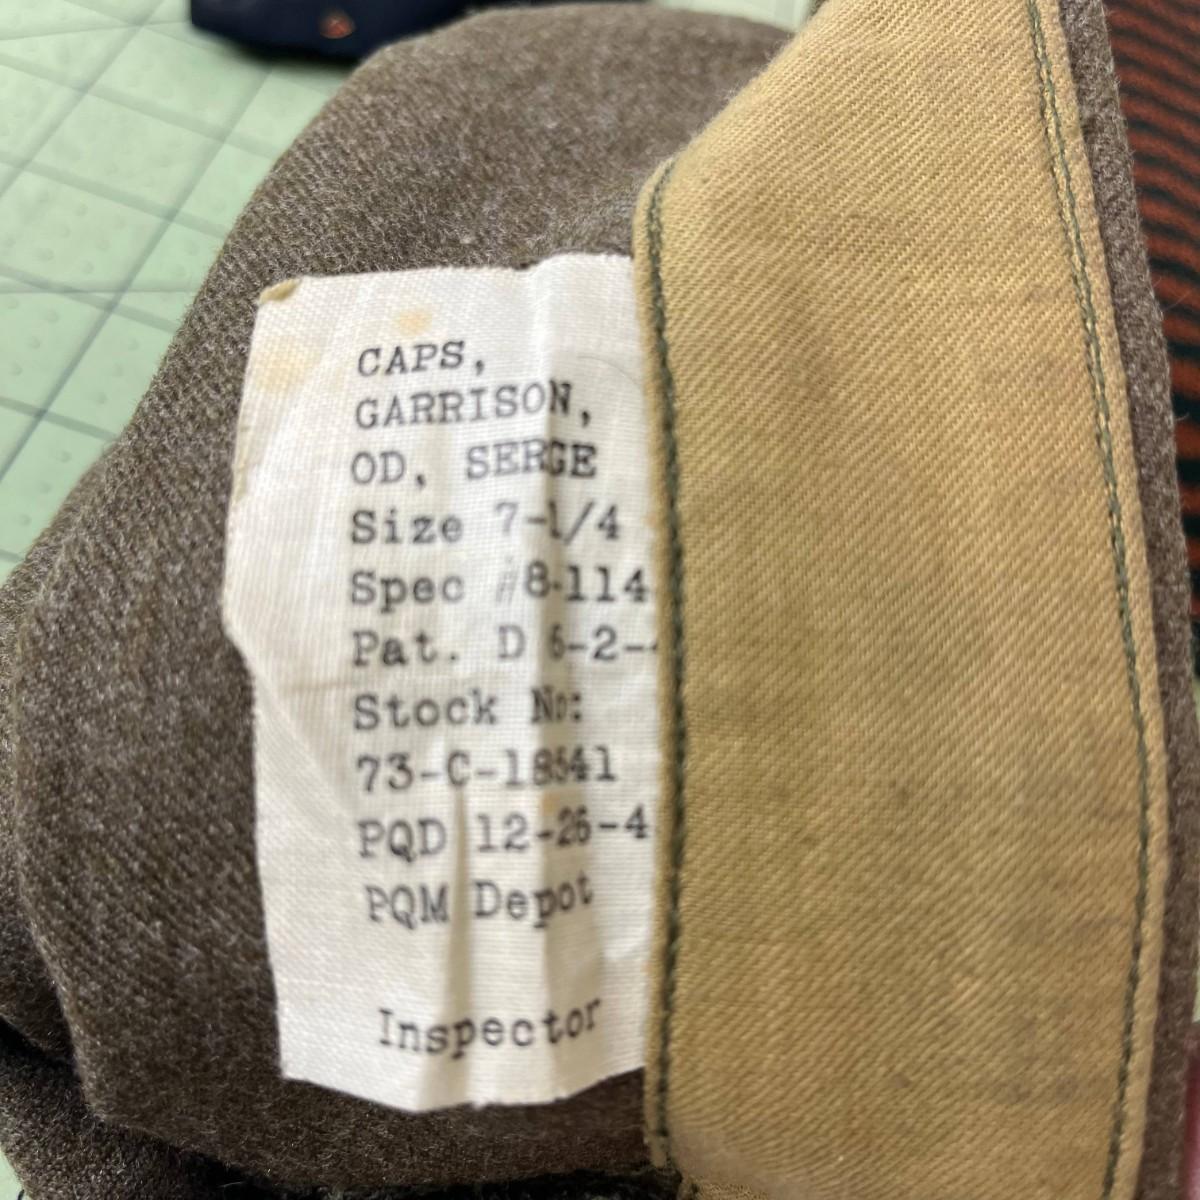 CAPS,
GARRISON,
OD, SERGE
Size 7-1/4
Spec #8-114
Pat. D 6-2-
Stock No:
73-C-18541
PQD 12-26-4
PQM Depot
Inspector